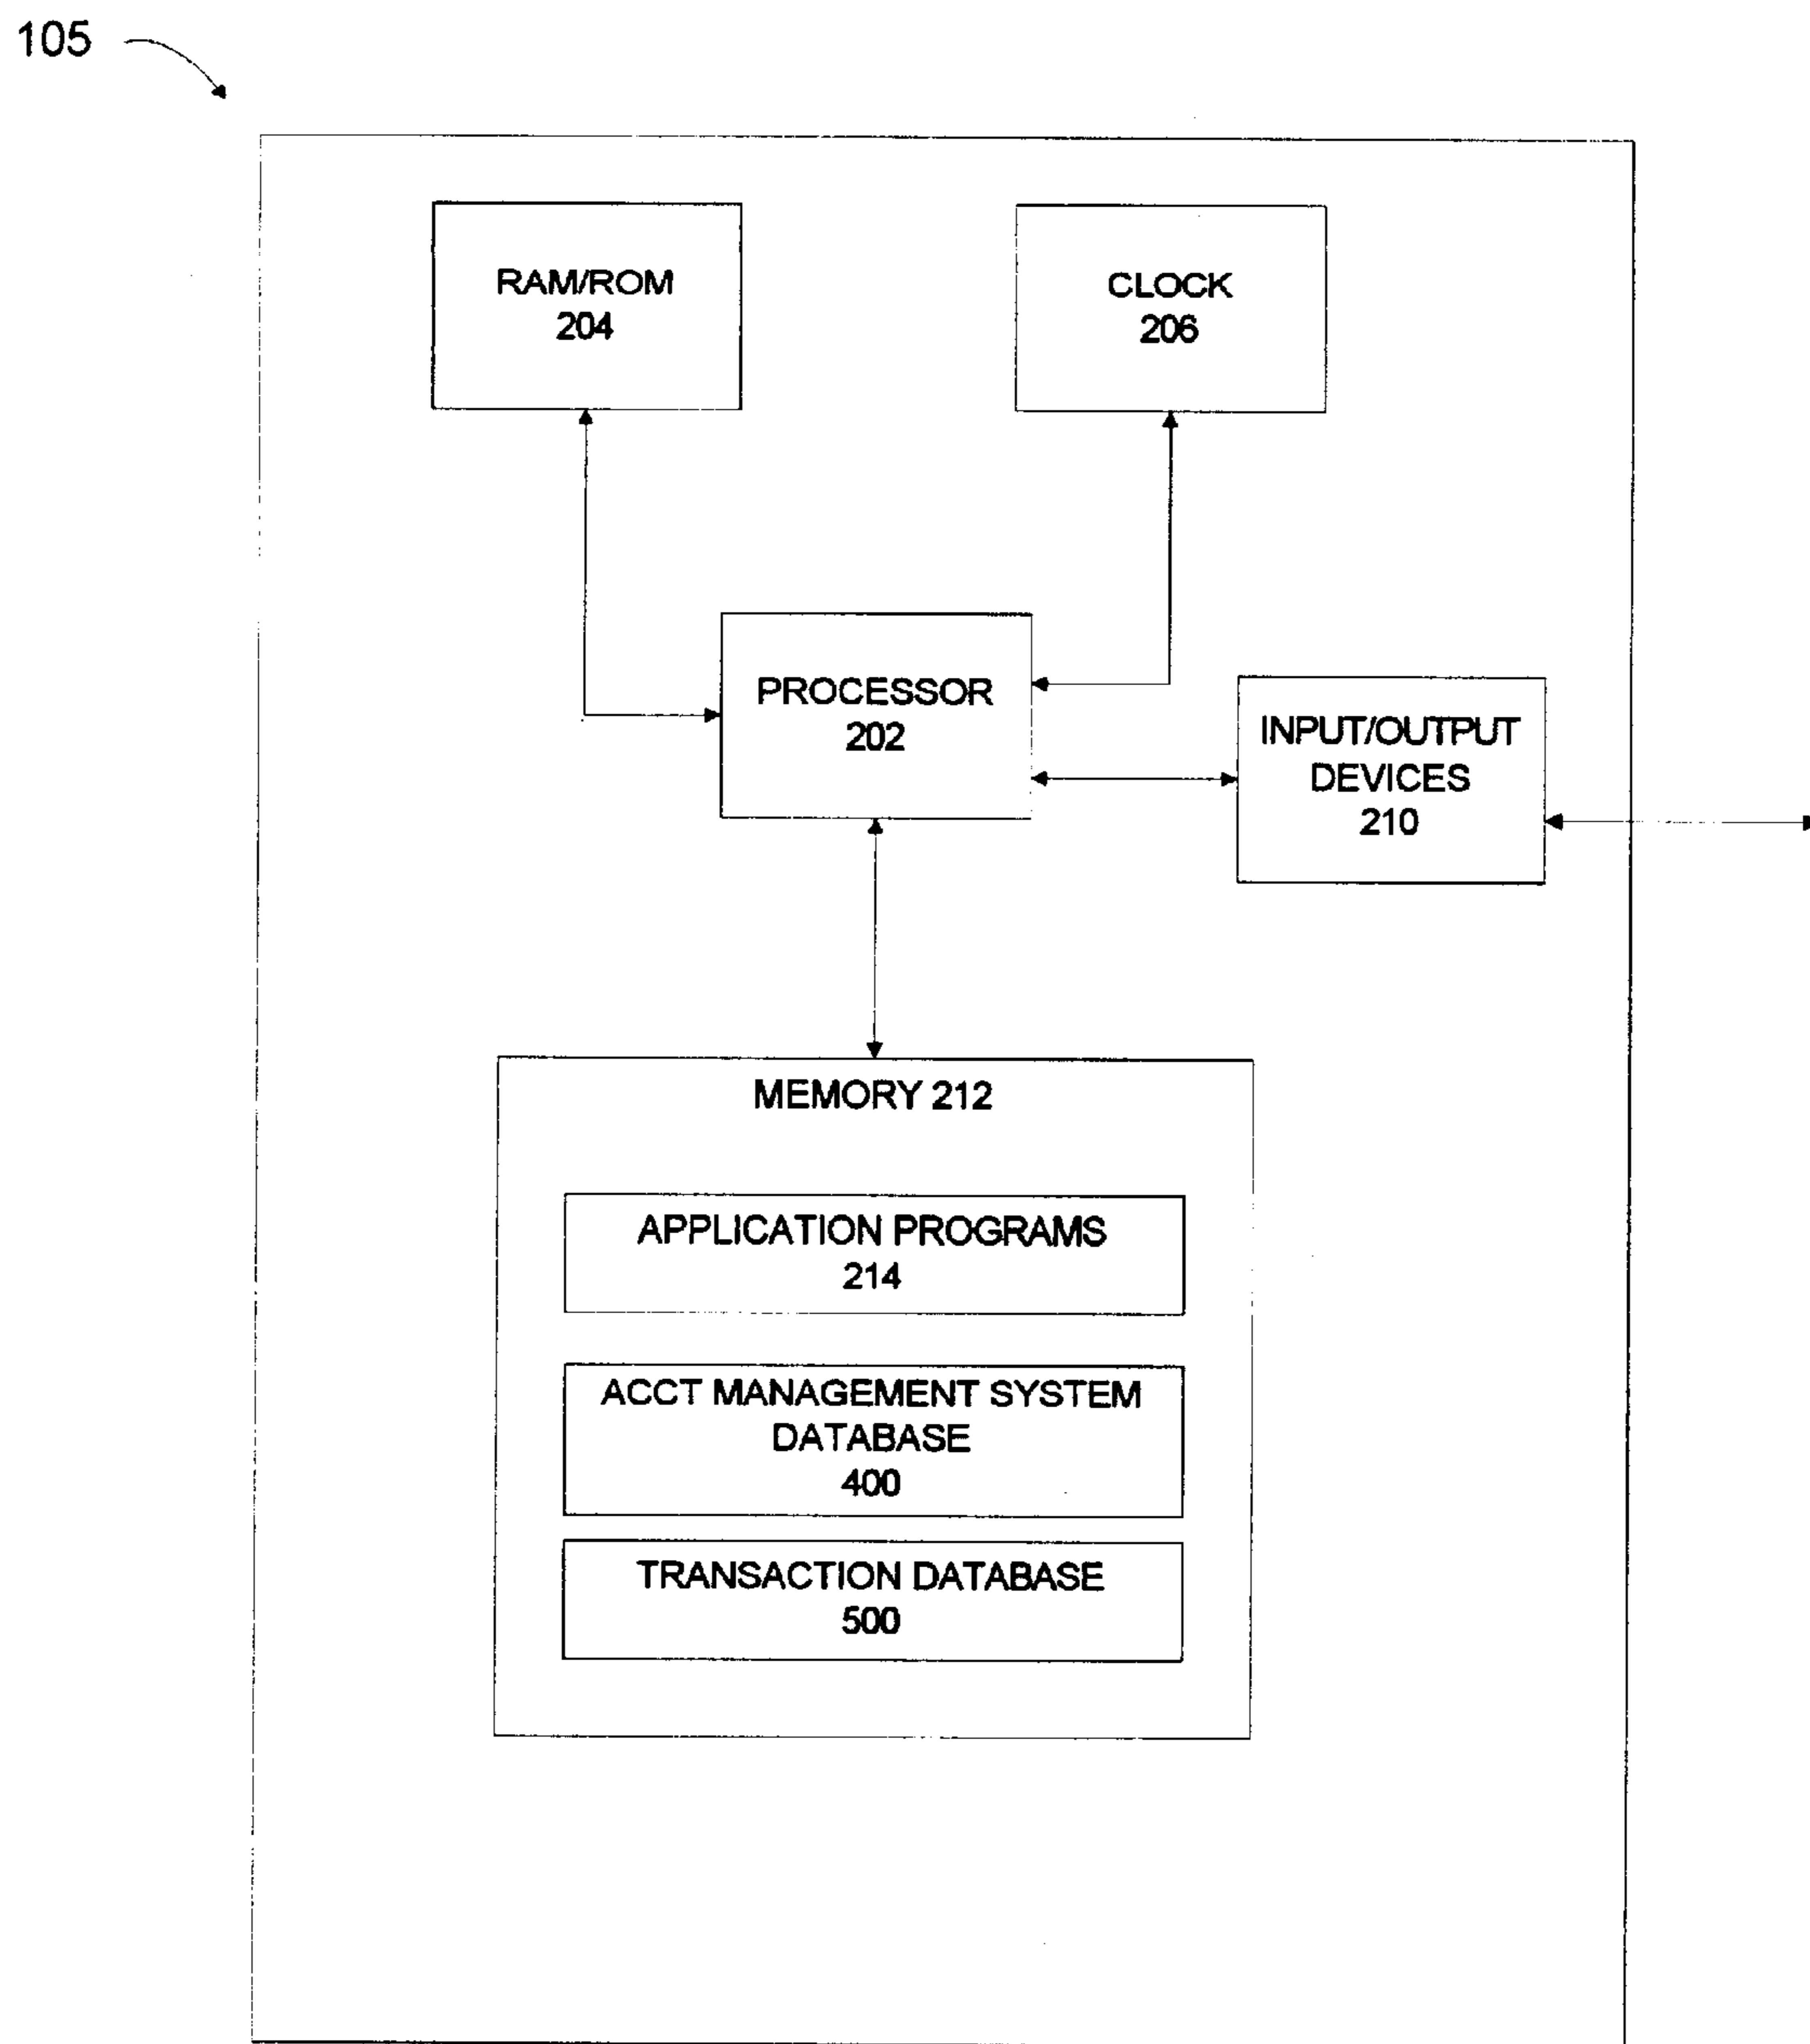 105
RAM/ROM
204
CLOCK
206
PROCESSOR
202
INPUT/OUTPUT
DEVICES
210
MEMORY 212
APPLICATION PROGRAMS
214
ACCT MANAGEMENT SYSTEM
DATABASE
400
TRANSACTION DATABASE
500